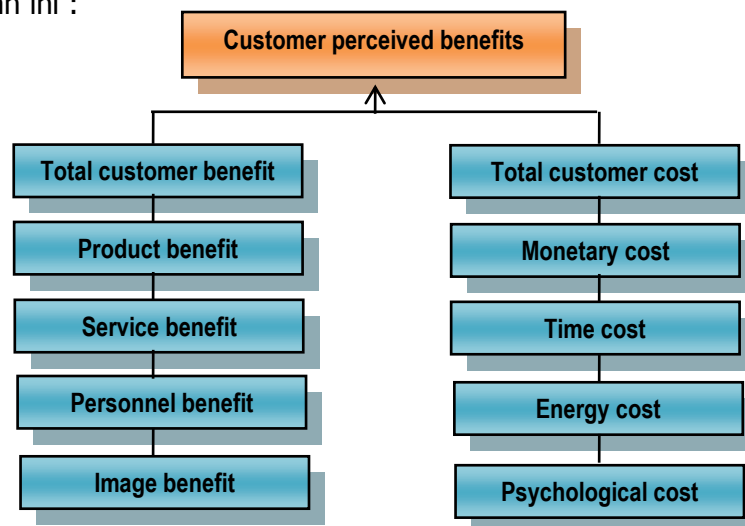 ini :
Customer perceived benefits
Total customer benefit
Product benefit
Service benefit
Personnel benefit
Image benefit
Total customer cost
Monetary cost
Time cost
Energy cost
Psychological cost